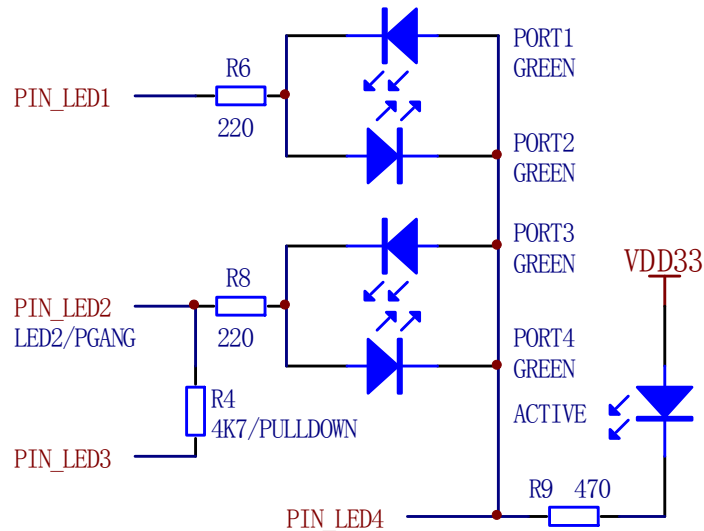 PORT1
GREEN
R6
PIN_LED1
220
PORT2
GREEN
PORT3
GREEN
VDD33
R8
PIN_LED2
LED2/PGANG
220
PORT4
GREEN
R4
4K7/PULLDOWN
ACTIVE
PIN_LED3
R9 470
PIN_LED4